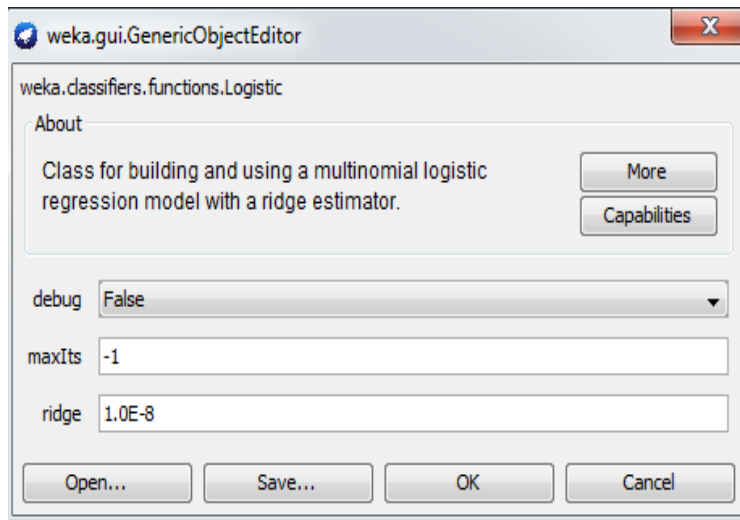 weka.gui.GenericObjectEditor
X
weka.classifiers.functions.Logistic
About
Class for building and using a multinomial logistic
regression model with a ridge estimator.
More
Capabilities
debug False
maxIts -1
ridge 1.0E-8
Open... Save... OK Cancel